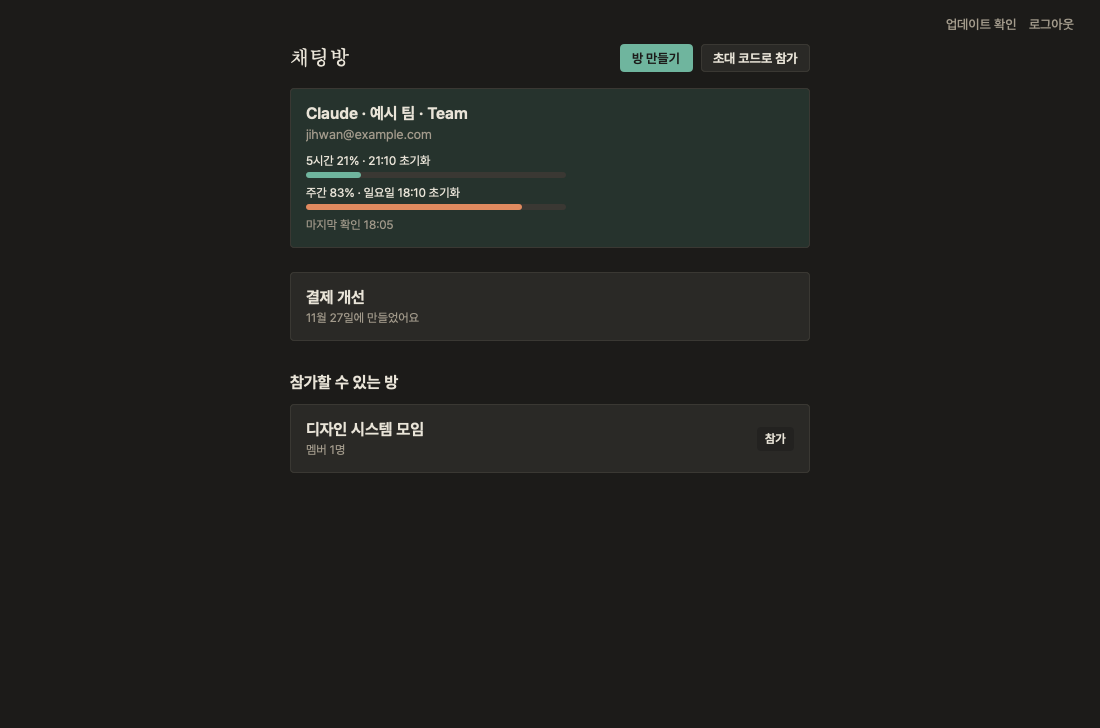 업데이트 확인 로그아웃
채팅방 방 만들기 초대 코드로 참가
Claude · 예시 팀 · Team
jihwan@example.com
5시간 21% · 21:10 초기화
주간 83% · 일요일 18:10 초기화
마지막 확인 18:05
결제 개선
11월 27일에 만들었어요
참가할 수 있는 방
디자인 시스템 모임
멤버 1명
참가